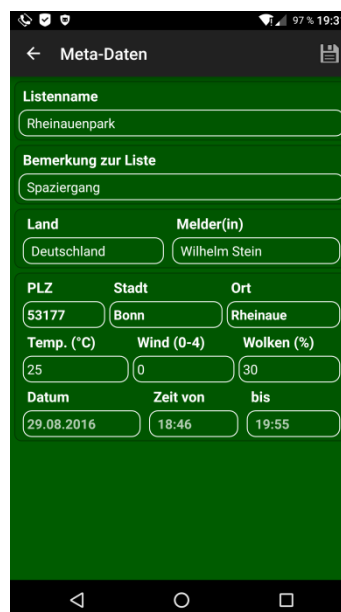 97 % 19:3
Meta-Daten
Listenname
Rheinauenpark
Bemerkung zur Liste
Spaziergang
Land Melder(in)
Deutschland Wilhelm Stein
PLZ Stadt Ort
53177 Bonn Rheinaue
Temp. (°C) Wind (0-4) Wolken (%)
25 0 30
Datum Zeit von bis
29.08.2016 18:46 19:55